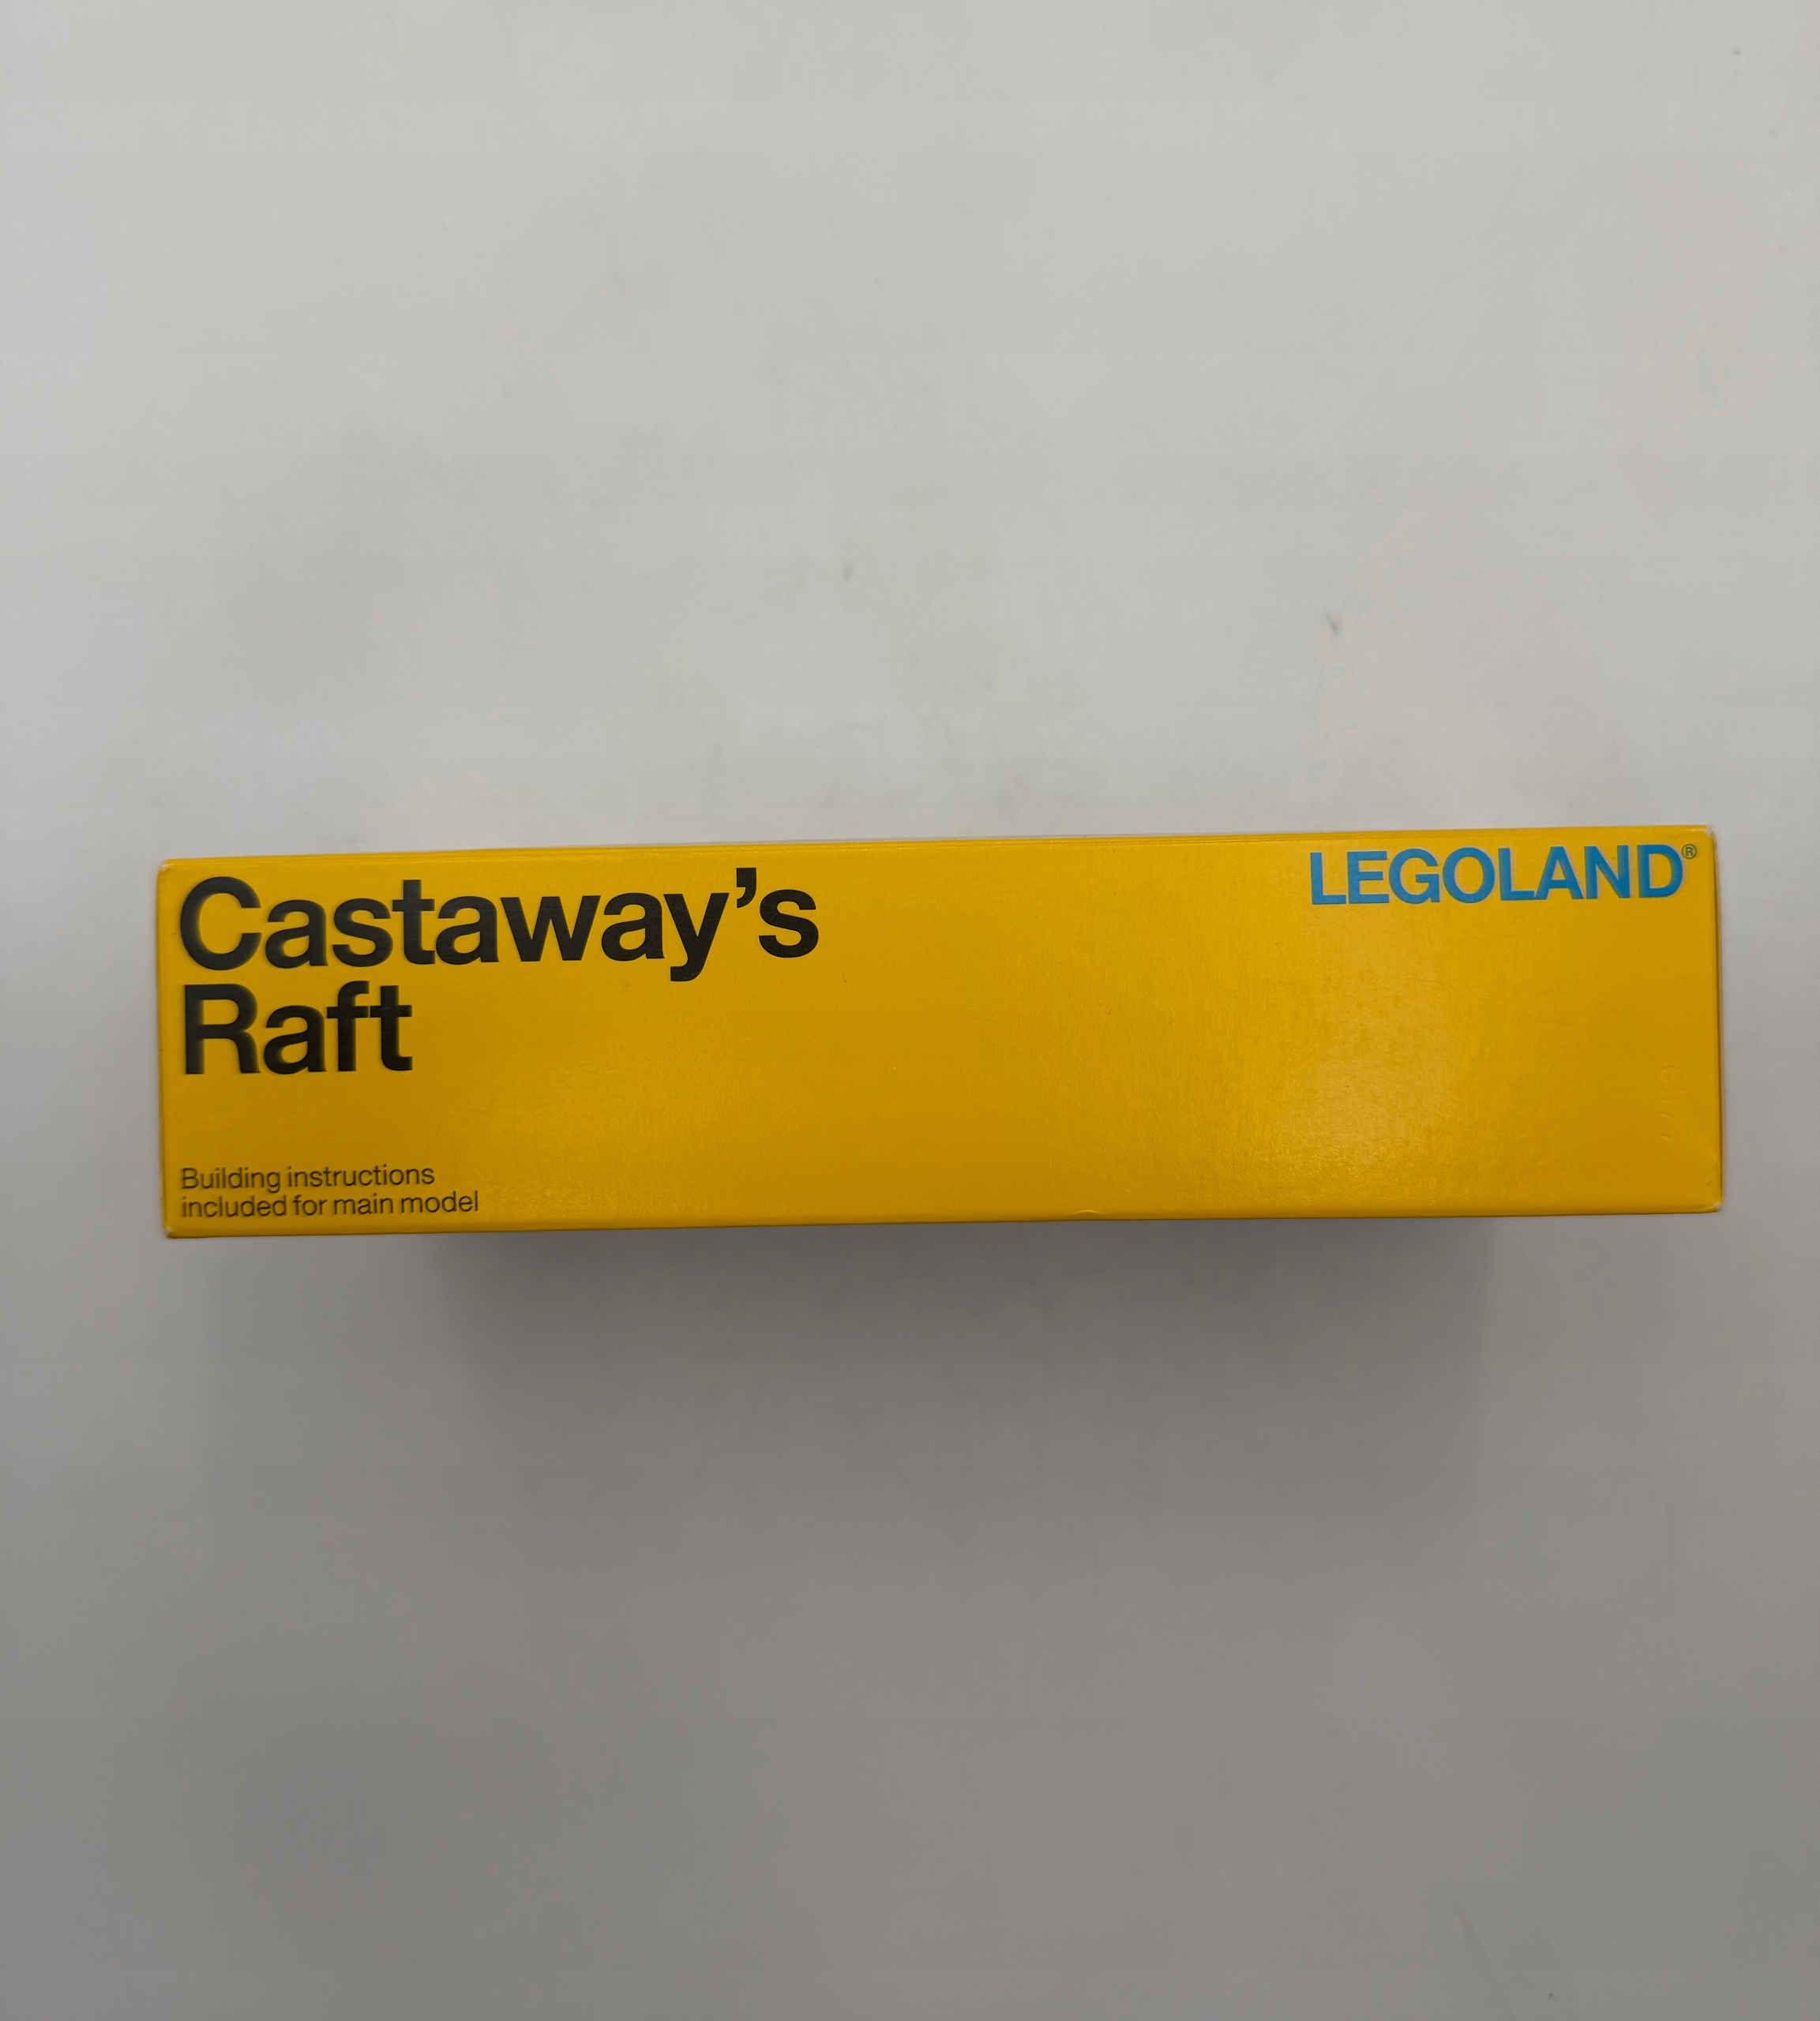 Castaway’s
Raft
LEGOLAND®
Building instructions
included for main model